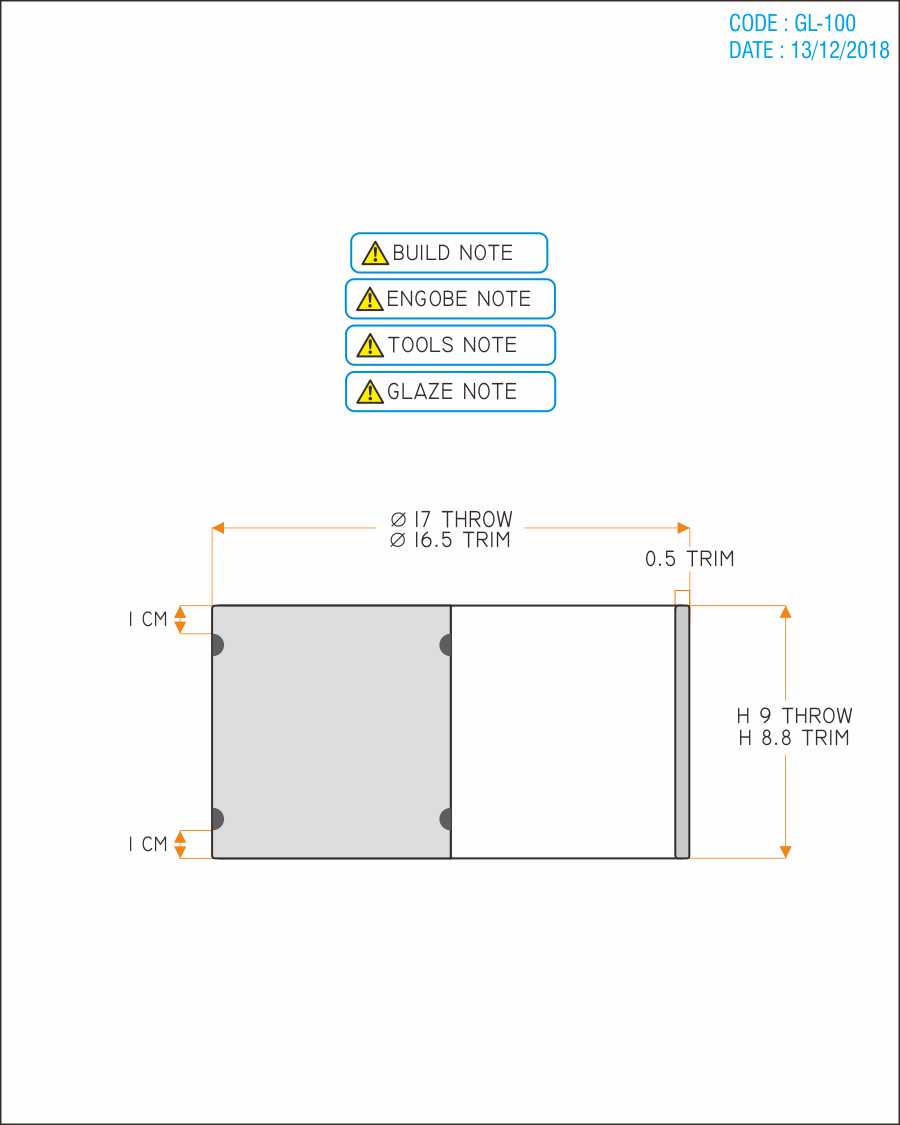 CODE : GL-100
DATE : 13/12/2018
BUILD NOTE
ENGOBE NOTE
TOOLS NOTE
GLAZE NOTE
Ø 17 THROW
Ø 16.5 TRIM
0.5 TRIM
1 CM
H 9 THROW
H 8.8 TRIM
1 CM